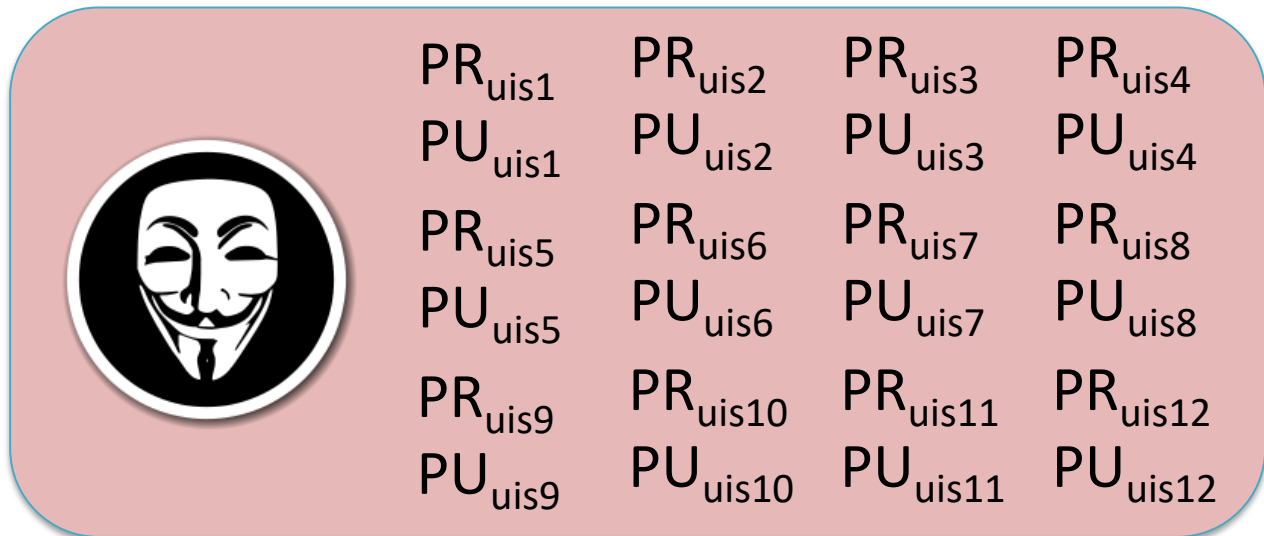 PRuis1 PRuis2 PRuis3 PRuis4
PUuis1 PUuis2 PUuis3 PUuis4
PRuis5 PRuis6 PRuis7 PRuis8
PUuis5 PUuis6 PUuis7 PUuis8
PRuis9 PRuis10 PRuis11 PRuis12
PUuis9 PUuis10 PUuis11 PUuis12